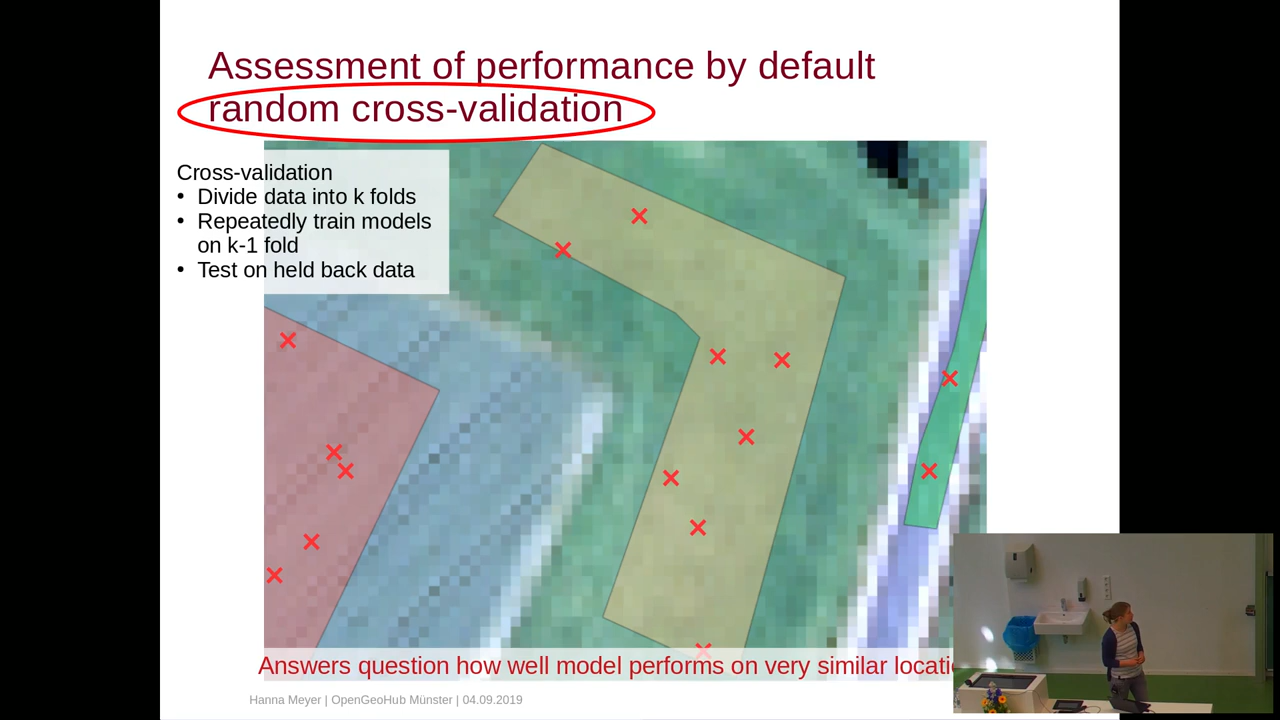 Assessment of performance by default
random cross-validation
Cross-validation
• Divide data into k folds
• Repeatedly train models
on k-1 fold
• Test on held back data
Answers question how well model performs on very similar
Hanna Meyer | OpenGeoHub Münster | 04.09.2019